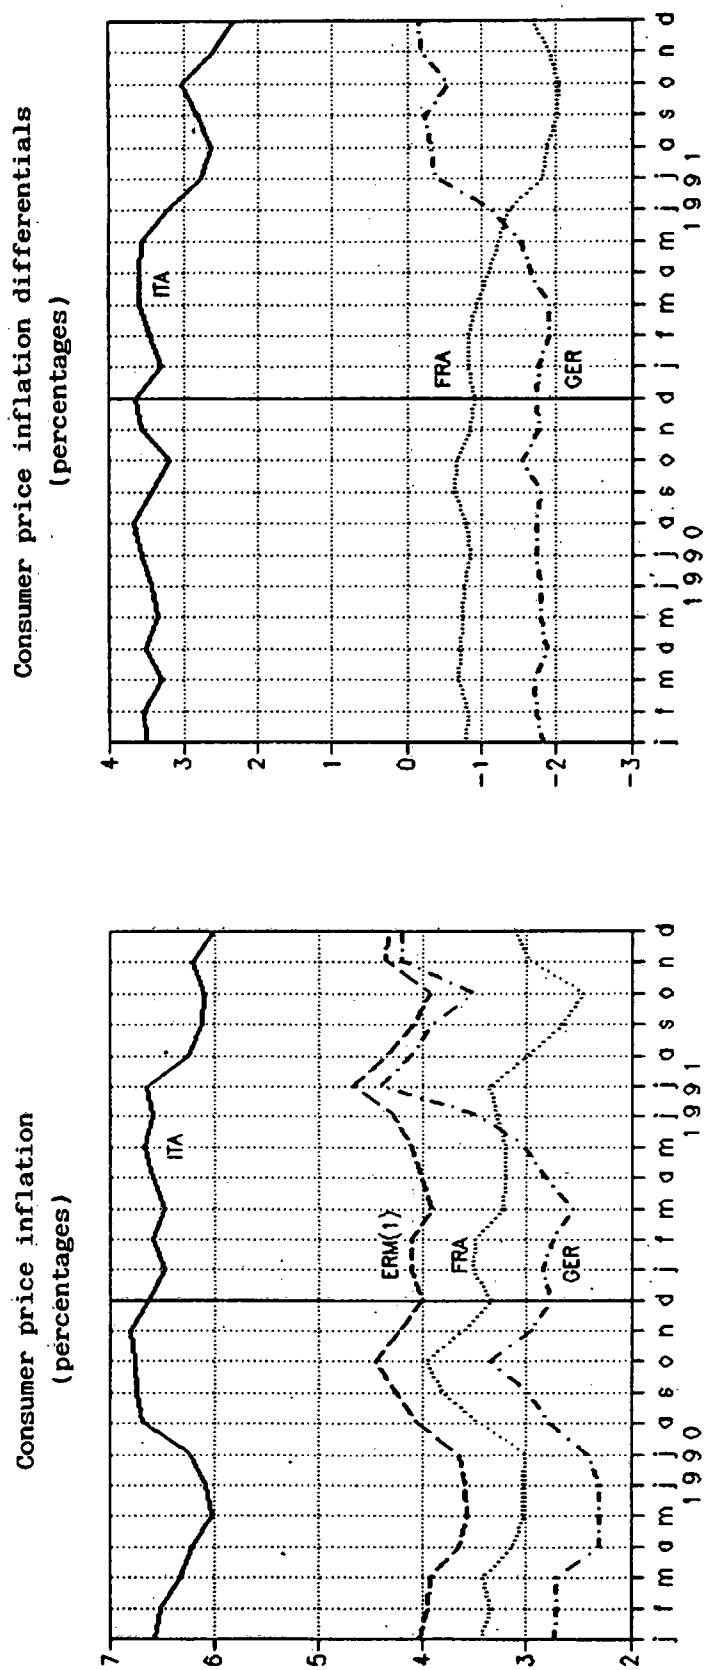 Consumer price inflation
(percentages)
7
6
5
4
3
2
ITA
ERM(1)
FRA
GER
j f m a m j j a s o n d j f m a m j j a s o n d
1990 1991
Consumer price inflation differentials
(percentages)
4
3
2
1
0
-1
-2
-3
ITA
FRA
GER
j f m a m j j a s o n d j f m a m j j a s o n d
1990 1991